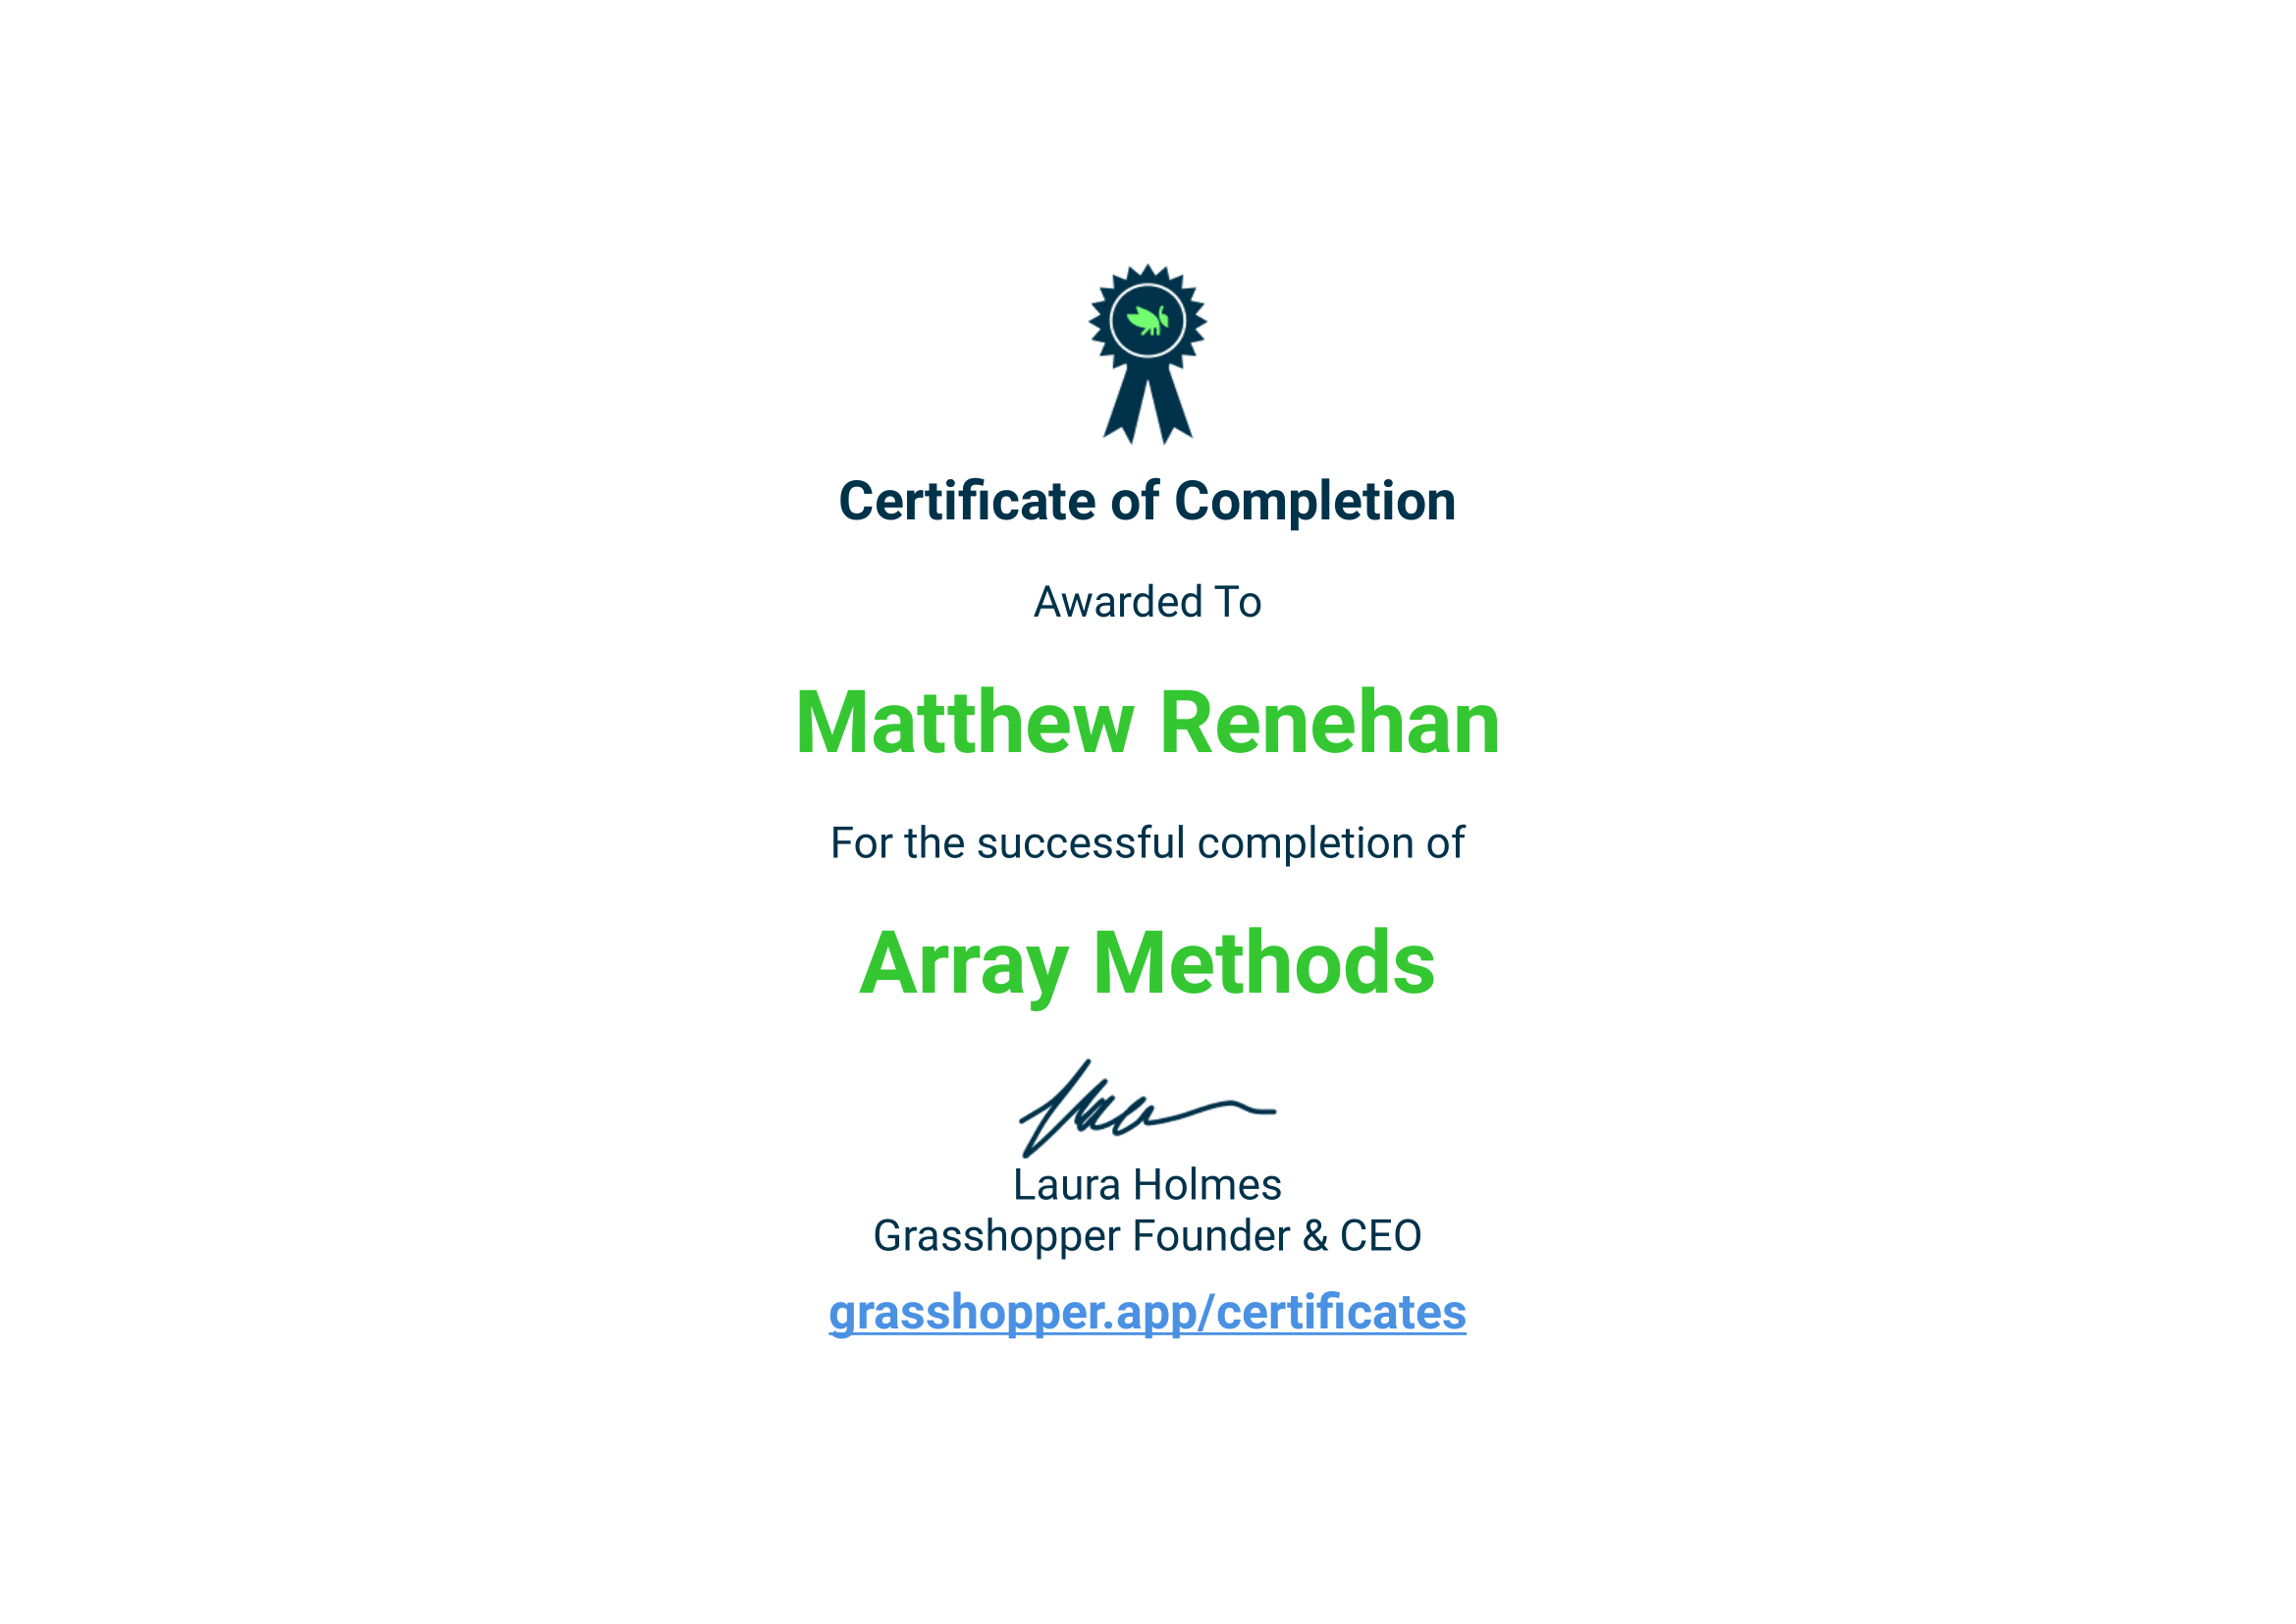 Certificate of Completion
Awarded To
Matthew Renehan
For the successful completion of
Array Methods
Laura Holmes
Grasshopper Founder & CEO
grasshopper.app/certificates